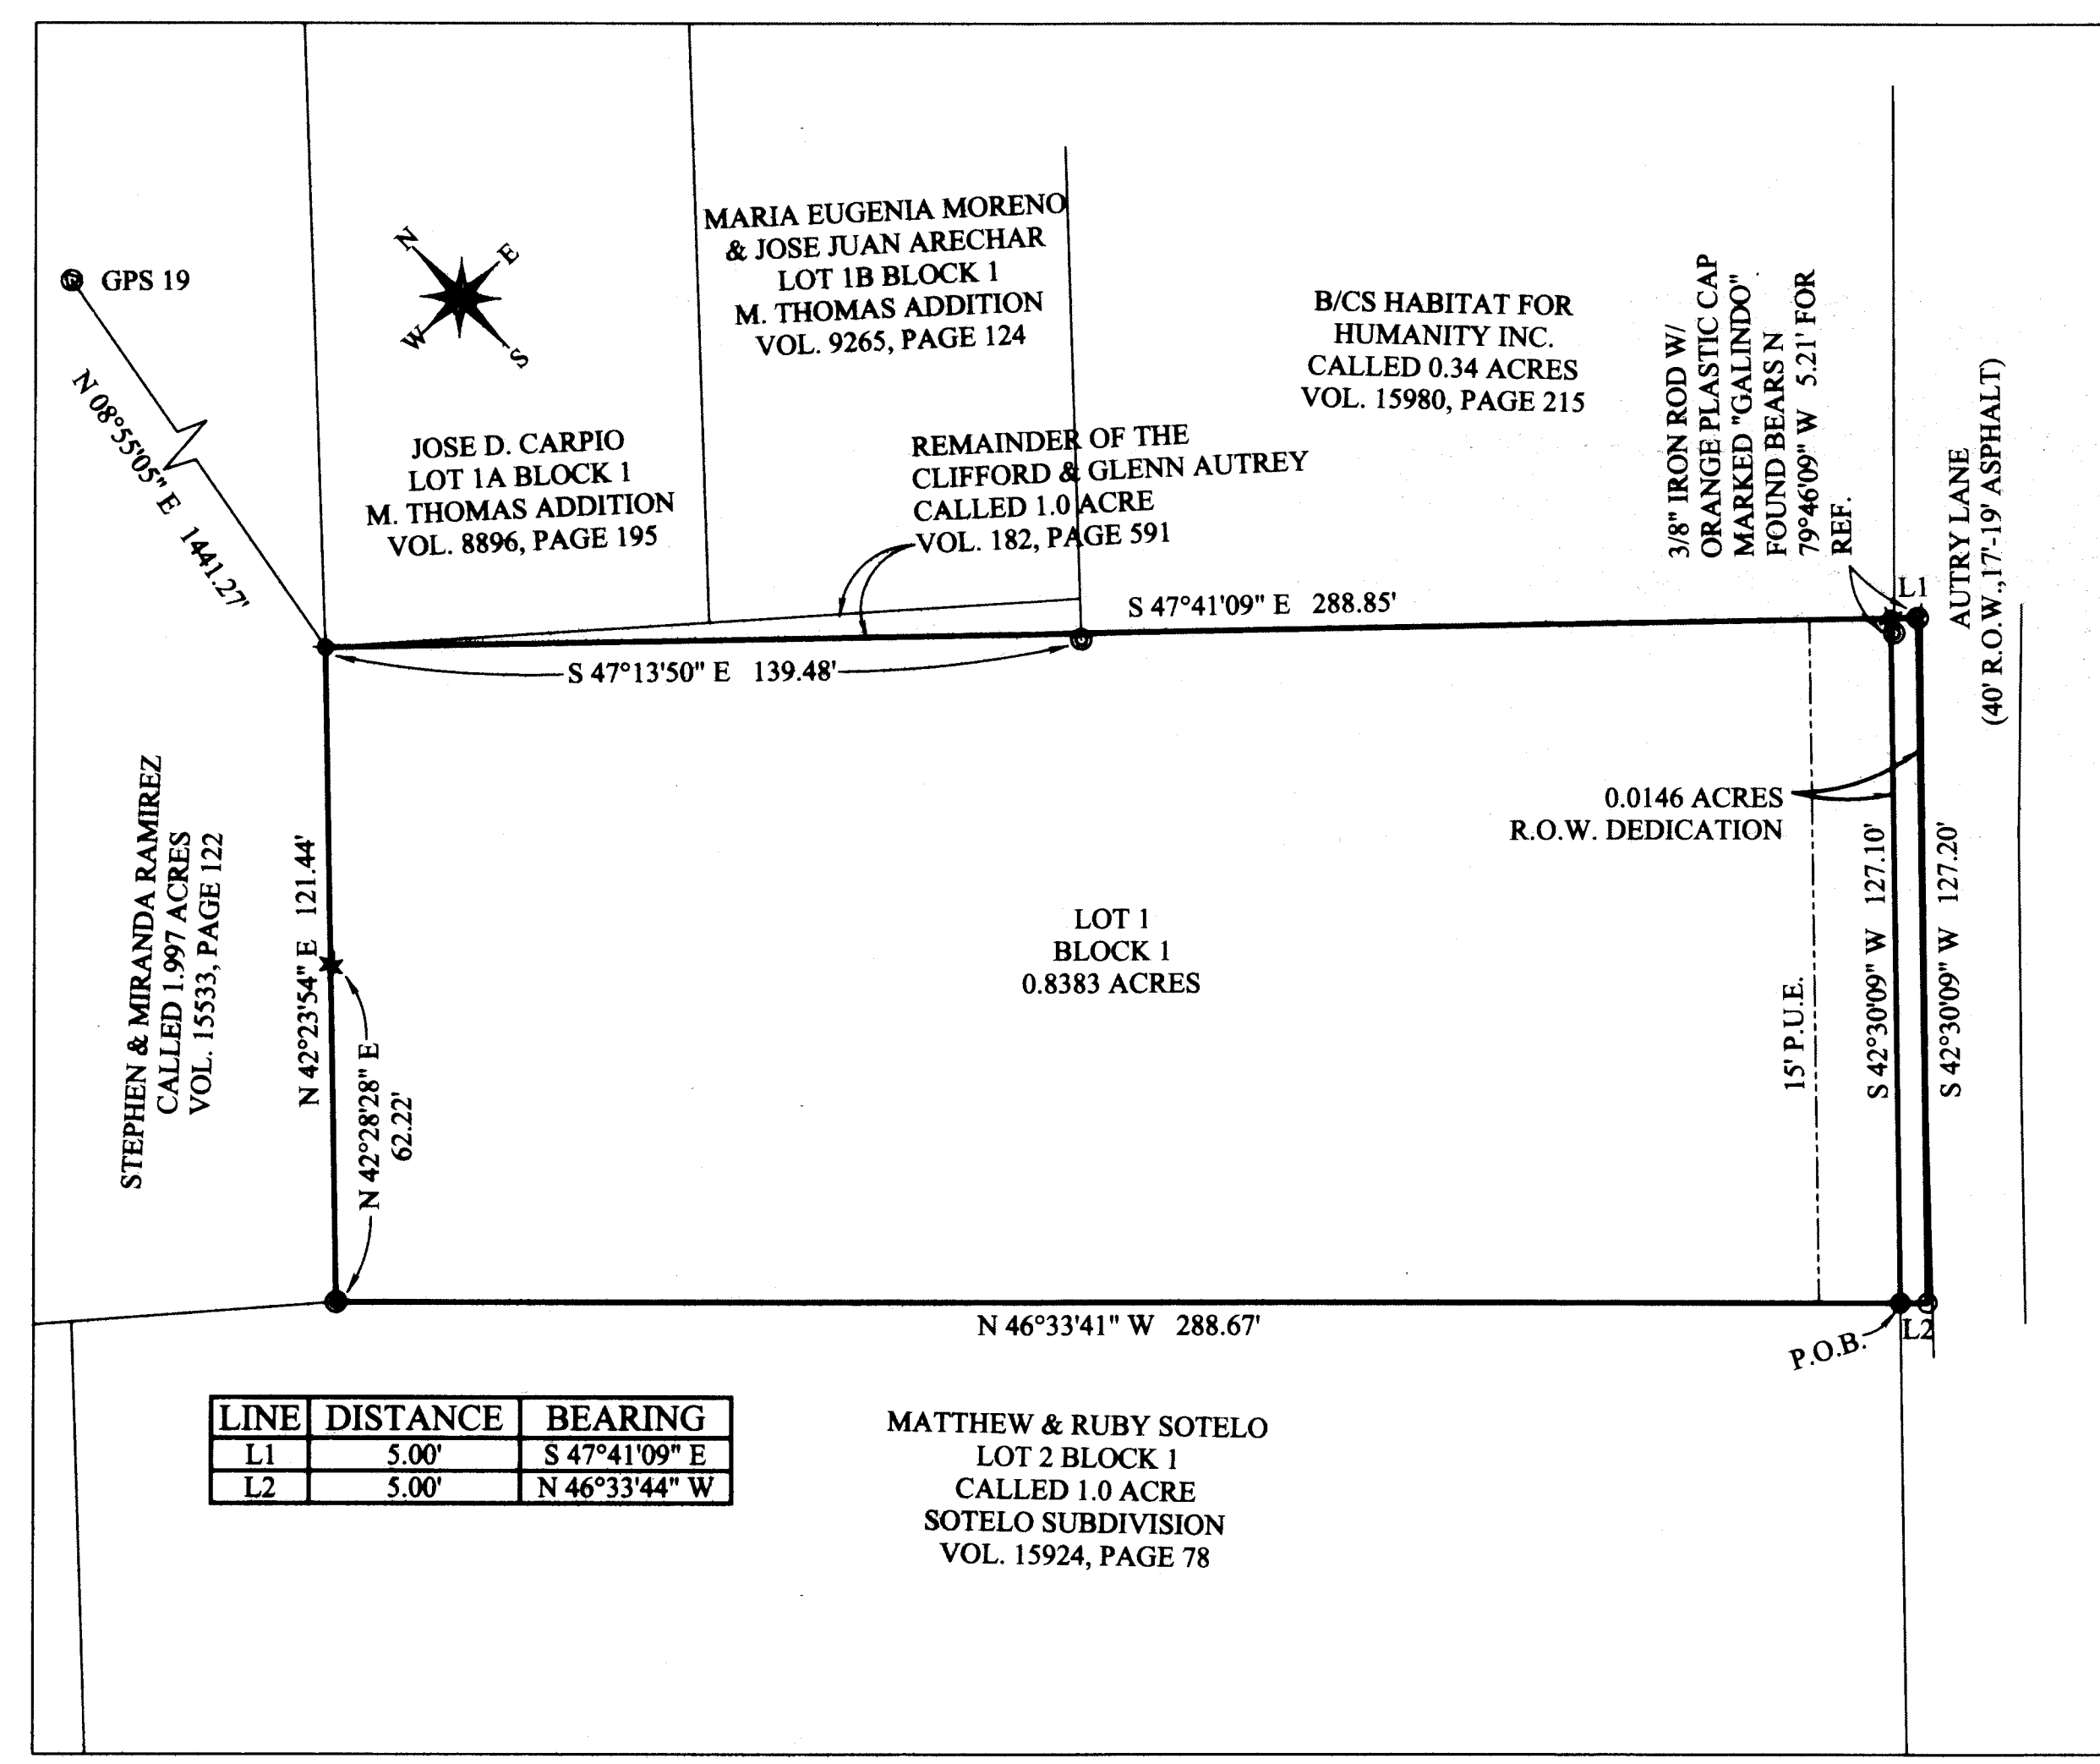 GPS 19
N 08°55'05" E 1441.27'
N
E
W
S
MARIA EUGENIA MORENO
& JOSE JUAN ARECHAR
LOT 1B BLOCK 1
M. THOMAS ADDITION
VOL. 9265, PAGE 124
JOSE D. CARPIO
LOT 1A BLOCK 1
M. THOMAS ADDITION
VOL. 8896, PAGE 195
REMAINDER OF THE
CLIFFORD & GLENN AUTREY
CALLED 1.0 ACRE
VOL. 182, PAGE 591
B/CS HABITAT FOR
HUMANITY INC.
CALLED 0.34 ACRES
VOL. 15980, PAGE 215
3/8" IRON ROD W/
ORANGE PLASTIC CAP
MARKED "GALINDO"
FOUND BEARS N
79°46'09" W 5.21' FOR
REF.
L1
AUTRY LANE
(40' R.O.W.,17'-19' ASPHALT)
S 47°41'09" E 288.85'
S 47°13'50" E 139.48'
STEPHEN & MIRANDA RAMIREZ
CALLED 1.997 ACRES
VOL. 15533, PAGE 122
N 42°23'54" E 121.44'
N 42°28'28" E
62.22'
LOT 1
BLOCK 1
0.8383 ACRES
0.0146 ACRES
R.O.W. DEDICATION
15' P.U.E.
S 42°30'09" W 127.10'
S 42°30'09" W 127.20'
N 46°33'41" W 288.67'
P.O.B.
L2
LINE DISTANCE BEARING
L1 5.00' S 47°41'09" E
L2 5.00' N 46°33'44" W
MATTHEW & RUBY SOTELO
LOT 2 BLOCK 1
CALLED 1.0 ACRE
SOTELO SUBDIVISION
VOL. 15924, PAGE 78